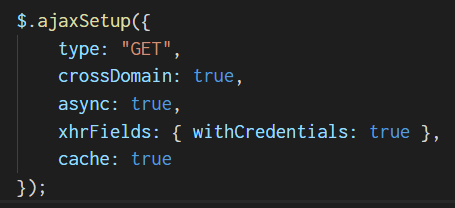 $.ajaxSetup({
    type: "GET",
    crossDomain: true,
    async: true,
    xhrFields: { withCredentials: true },
    cache: true
});